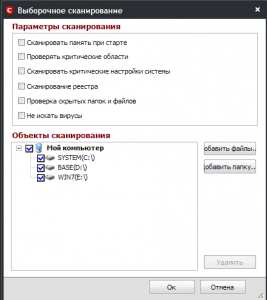 Выборочное сканирование
Параметры сканирования
Сканировать память при старте
Проверять критические области
Сканировать критические настройки системы
Сканирование реестра
Проверка скрытых папок и файлов
Не искать вирусы
Объекты сканирования
Мой компьютер
SYSTEM(C:\)
BASE(D:\)
WIN7(E:\)
обавить файлы..
обавить папку..
Удалить
Ок
Отмена